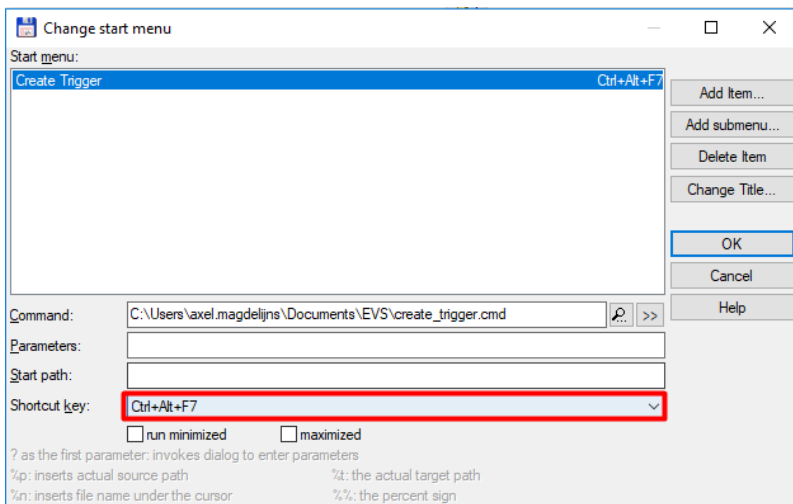 Change start menu
Start menu:
Create Trigger Ctrl+Alt+F7
Add Item...
Add submenu...
Delete Item
Change Title...
OK
Cancel
Help
Command: C:\Users\axel.magdelijns\Documents\EVS\create_trigger.cmd >>
Parameters:
Start path:
Shortcut key: Ctrl+Alt+F7
run minimized maximized
? as the first parameter: invokes dialog to enter parameters
%p: inserts actual source path %t: the actual target path
%n: inserts file name under the cursor %%: the percent sign